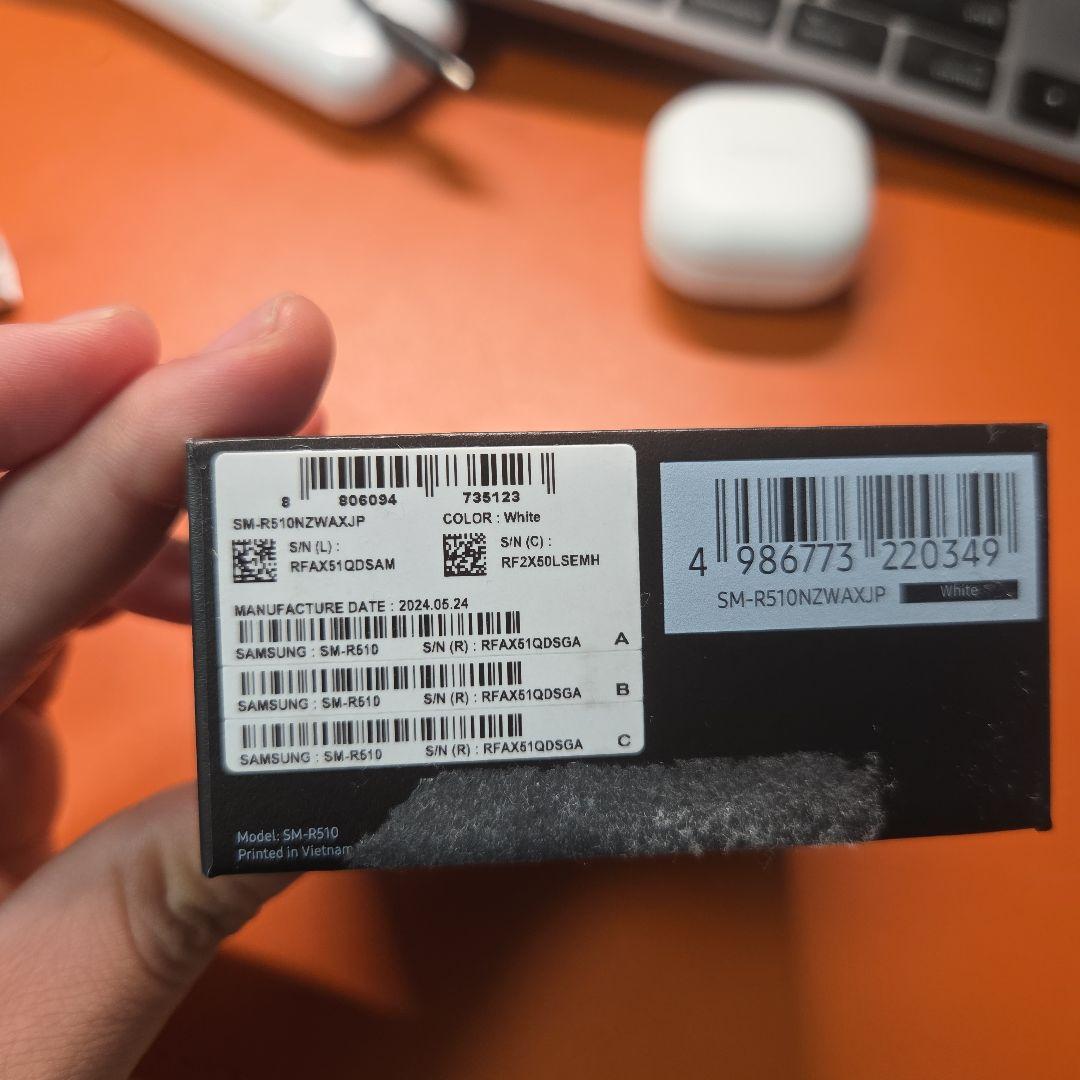 8 806094 735123
SM-R510NZWAXJP
COLOR : White
S/N (L) :
RFAX51QDSAM
S/N (C) :
RF2X50LSEMH
MANUFACTURE DATE : 2024.05.24
SAMSUNG : SM-R510 S/N (R) : RFAX51QDSGA A
SAMSUNG : SM-R510 S/N (R) : RFAX51QDSGA B
SAMSUNG : SM-R510 S/N (R) : RFAX51QDSGA C
Model: SM-R510
Printed in Vietnam
4 986773 220349
SM-R510NZWAXJP White